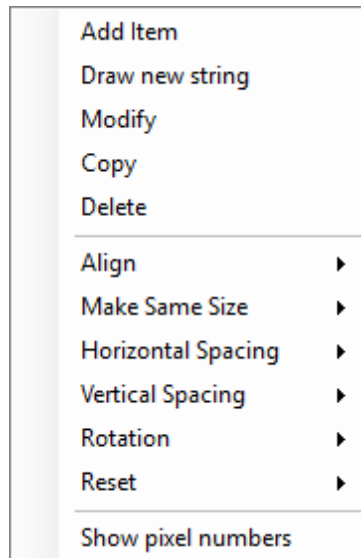 Add Item
Draw new string
Modify
Copy
Delete
Align
Make Same Size
Horizontal Spacing
Vertical Spacing
Rotation
Reset
Show pixel numbers